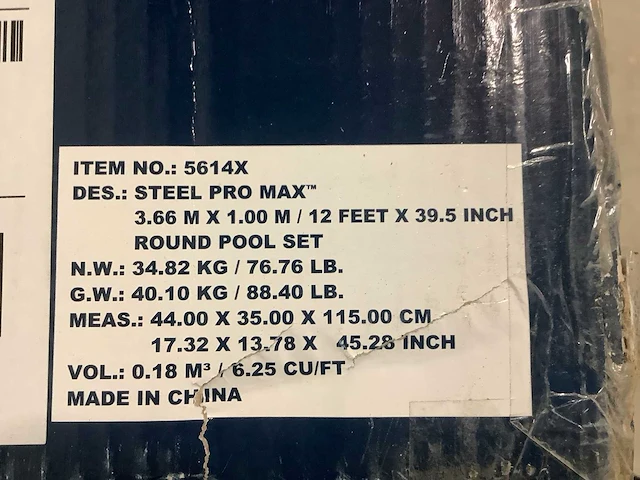 ITEM NO.: 5614X
DES.: STEEL PRO MAX™
3.66 M X 1.00 M / 12 FEET X 39.5 INCH
ROUND POOL SET
N.W.: 34.82 KG / 76.76 LB.
G.W.: 40.10 KG / 88.40 LB.
MEAS.: 44.00 X 35.00 X 115.00 CM
17.32 X 13.78 X 45.28 INCH
VOL.: 0.18 M³ / 6.25 CU/FT
MADE IN CHINA